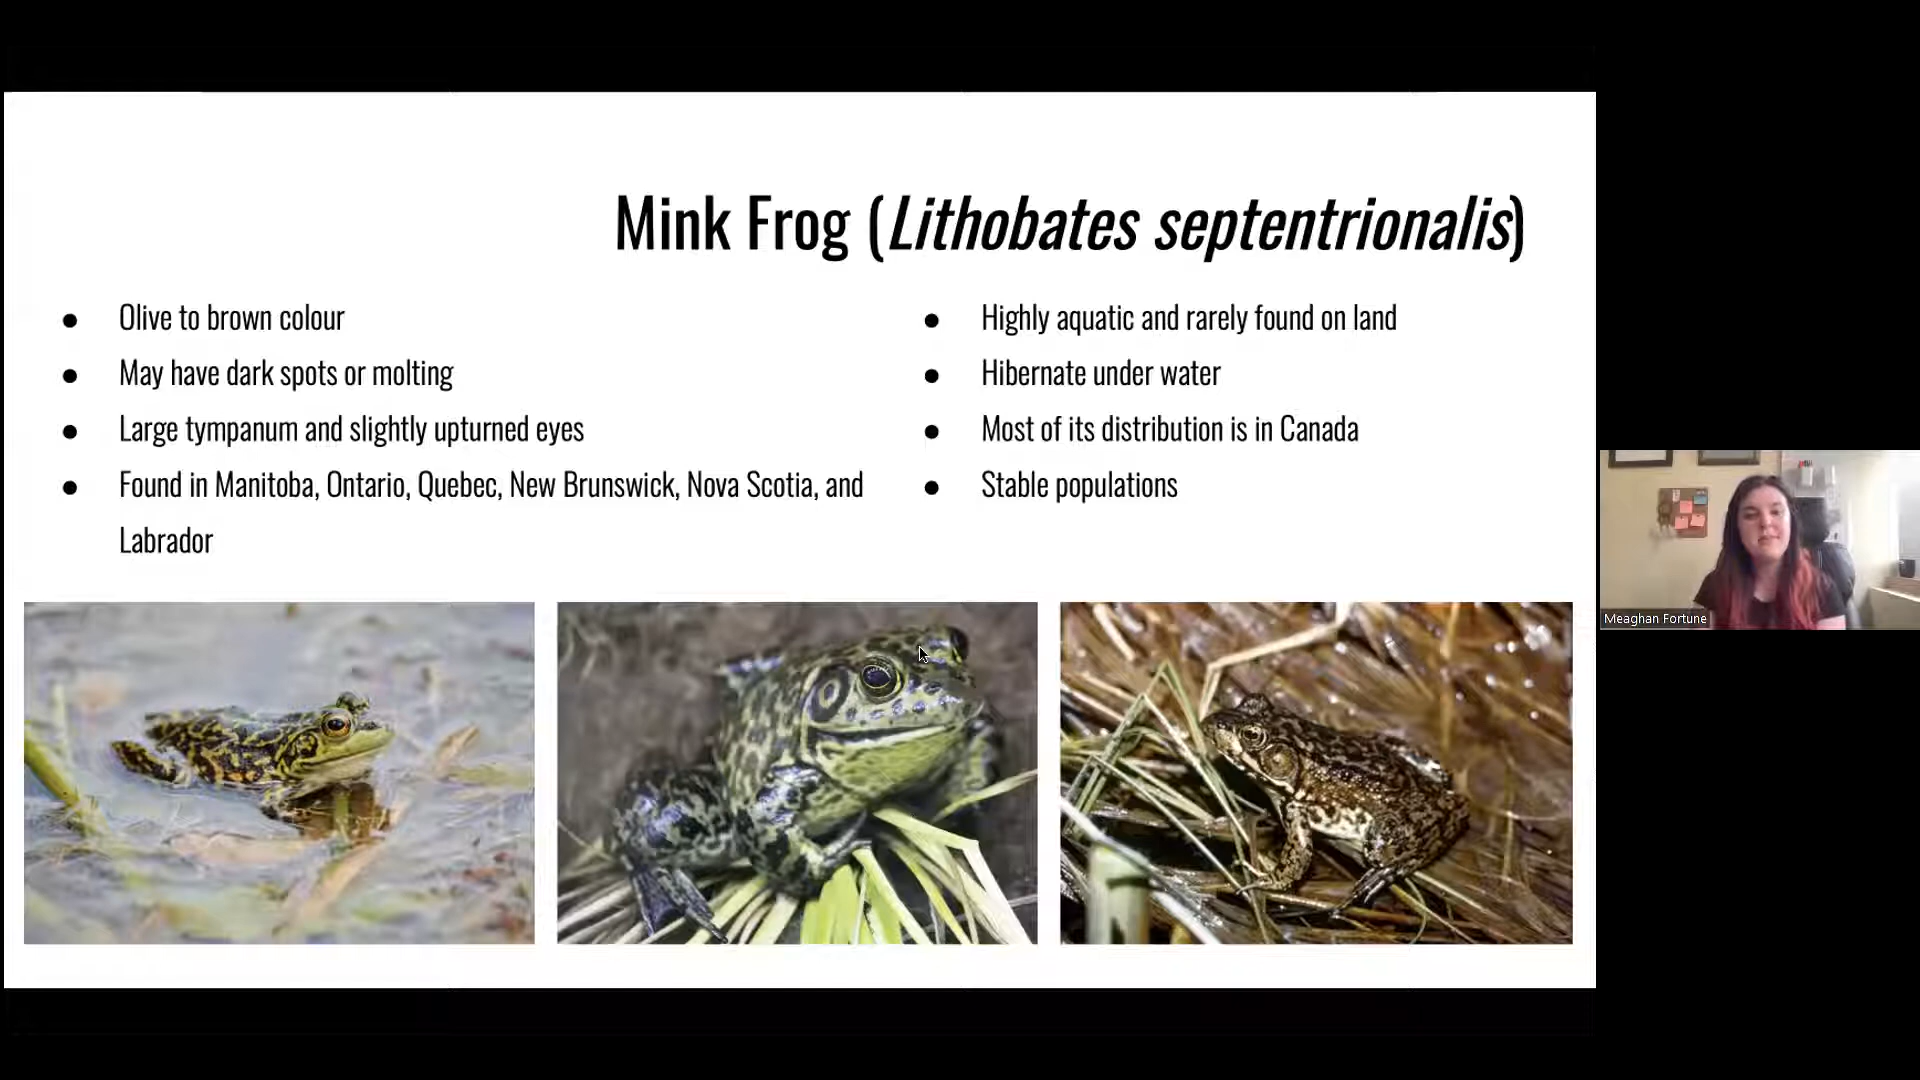 Mink Frog (Lithobates septentrionalis)
● Olive to brown colour
● May have dark spots or molting
● Large tympanum and slightly upturned eyes
● Found in Manitoba, Ontario, Quebec, New Brunswick, Nova Scotia, and
Labrador
● Highly aquatic and rarely found on land
● Hibernate under water
● Most of its distribution is in Canada
● Stable populations
Meaghan Fortune